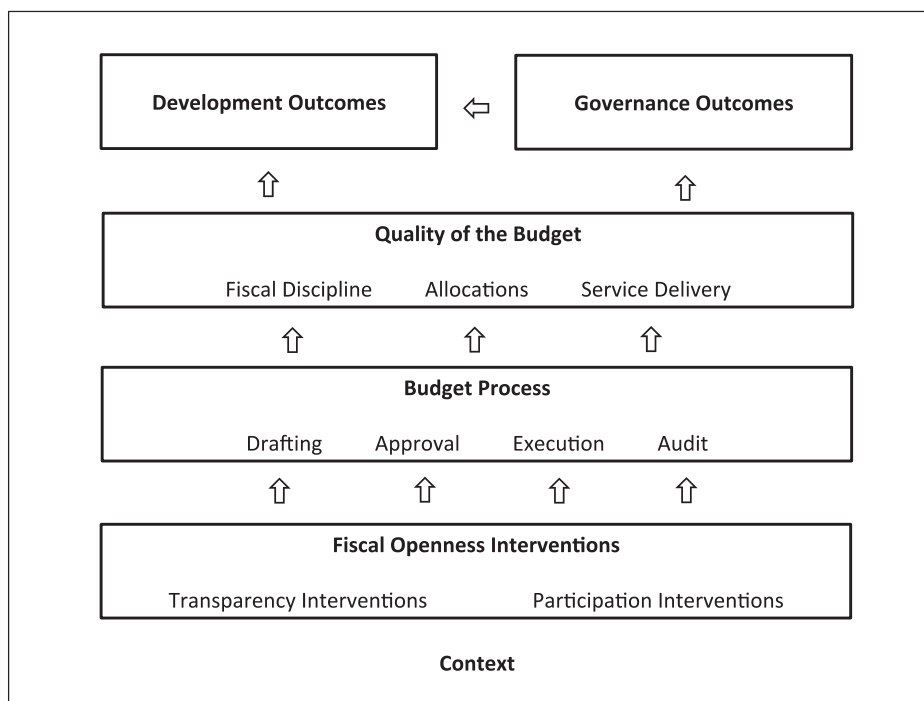 Development Outcomes
Governance Outcomes
Quality of the Budget
Fiscal Discipline Allocations Service Delivery
Budget Process
Drafting Approval Execution Audit
Fiscal Openness Interventions
Transparency Interventions Participation Interventions
Context